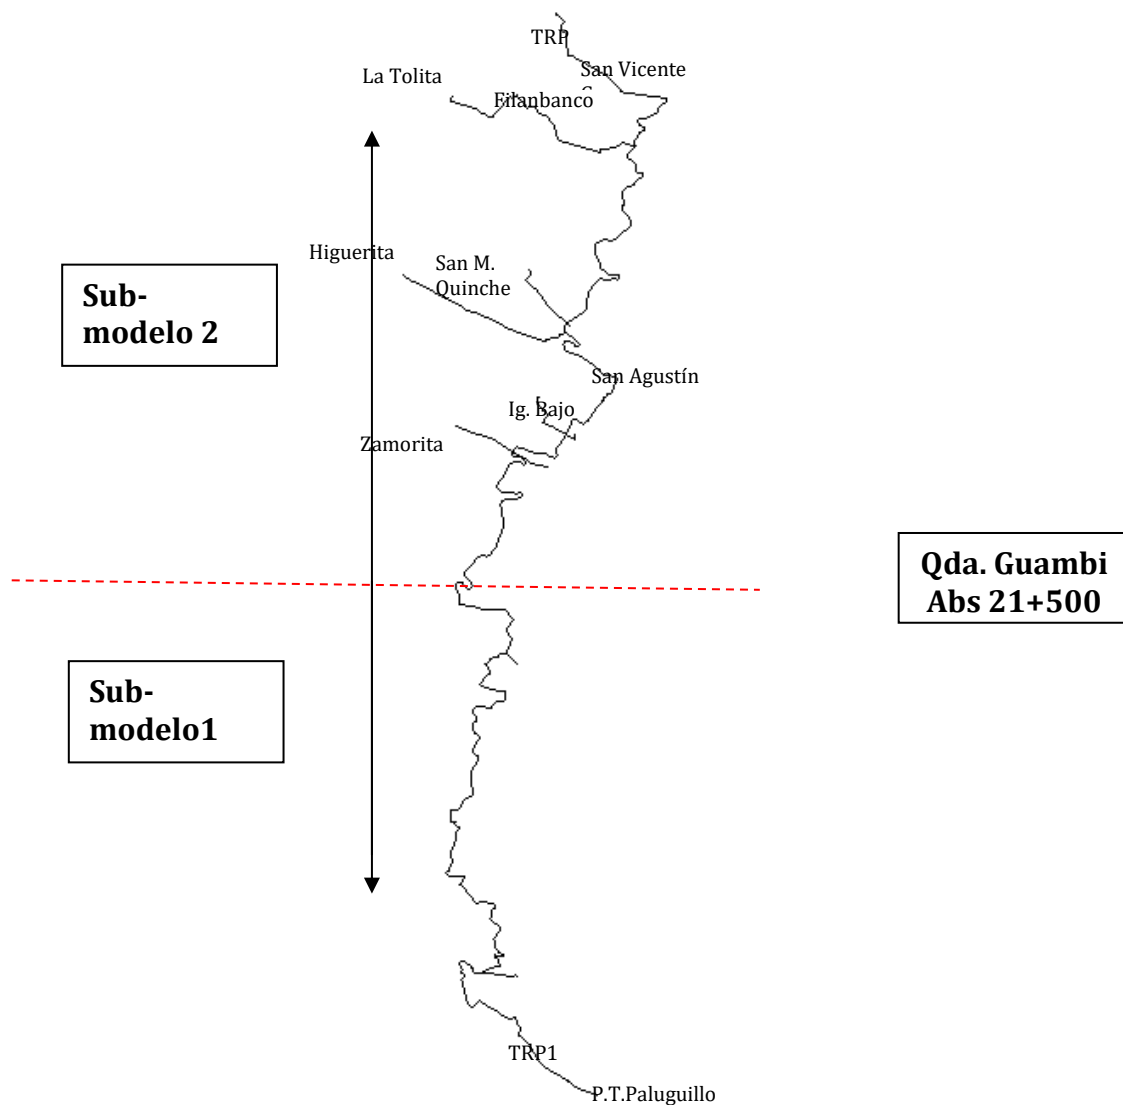 TRP
San Vicente
La Tolita
Filanbanco
Higuerita
San M.
Quinche
Sub-
modelo 2
San Agustín
Ig. Bajo
Zamorita
Qda. Guambi
Abs 21+500
Sub-
modelo1
TRP1
P.T.Paluguillo